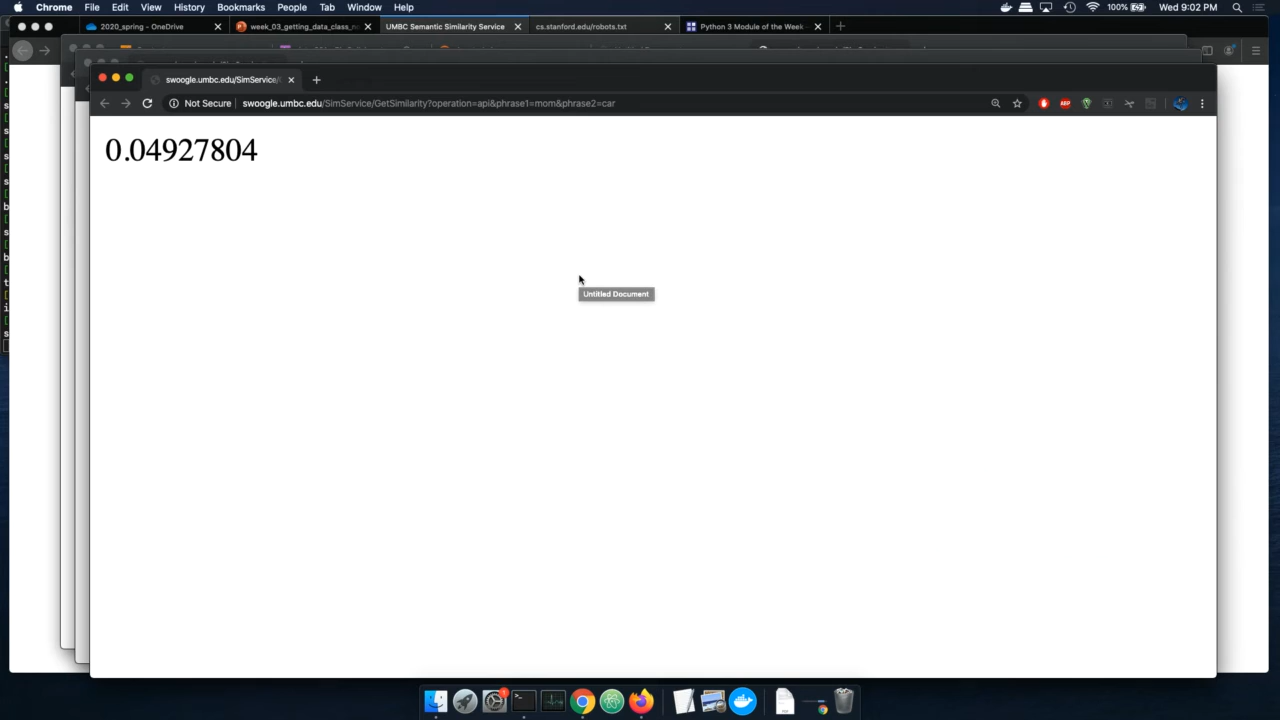 Chrome File Edit View History Bookmarks People Tab Window Help 100% Wed 9:02 PM
2020_spring - OneDrive
week_03_getting_data_class_n
UMBC Semantic Similarity Service
cs.stanford.edu/robots.txt
Python 3 Module of the Week -
swoogle.umbc.edu/SimService/
Not Secure
swoogle.umbc.edu/SimService/GetSimilarity?operation=api&phrase1=mom&phrase2=car
ABP
0.04927804
Untitled Document